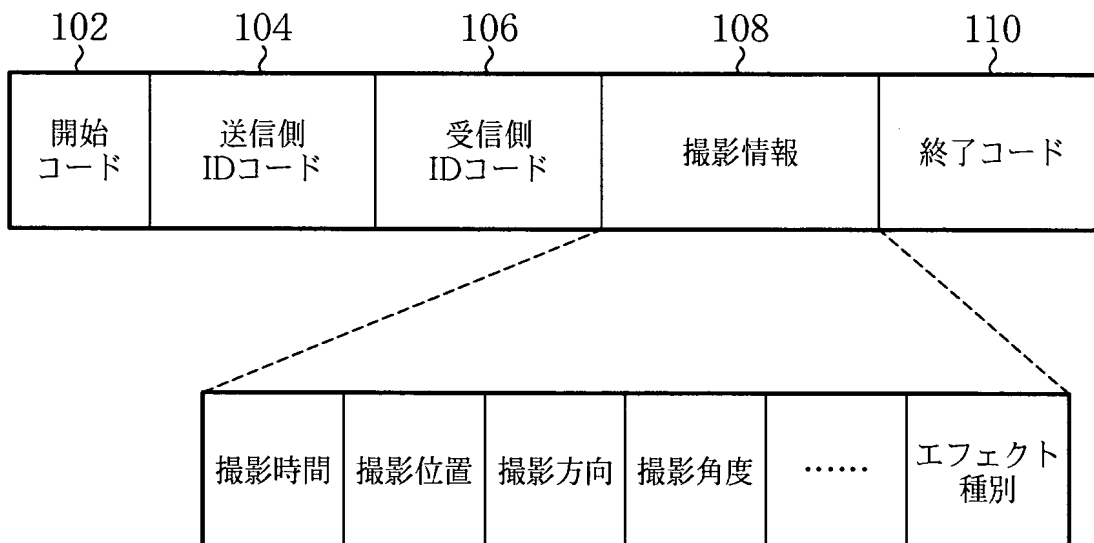 102 104 106 108 110
開始 送信側 受信側 撮影情報 終了コード
コード IDコード IDコード
撮影時間 撮影位置 撮影方向 撮影角度 …… エフェクト
種別